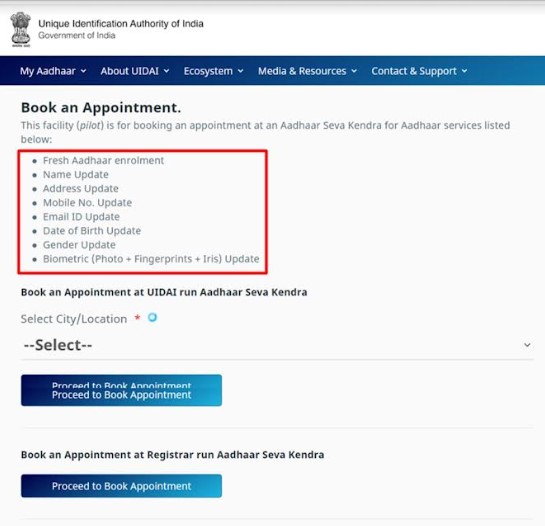 Unique Identification Authority of India
Government of India
My Aadhaar About UIDAI Ecosystem Media & Resources Contact & Support
Book an Appointment.
This facility (pilot) is for booking an appointment at an Aadhaar Seva Kendra for Aadhaar services listed
below:
Fresh Aadhaar enrolment
Name Update
Address Update
Mobile No. Update
Email ID Update
Date of Birth Update
Gender Update
Biometric (Photo + Fingerprints + Iris) Update
Book an Appointment at UIDAI run Aadhaar Seva Kendra
Select City/Location *
--Select--
Proceed to Book Appointment
Proceed to Book Appointment
Book an Appointment at Registrar run Aadhaar Seva Kendra
Proceed to Book Appointment